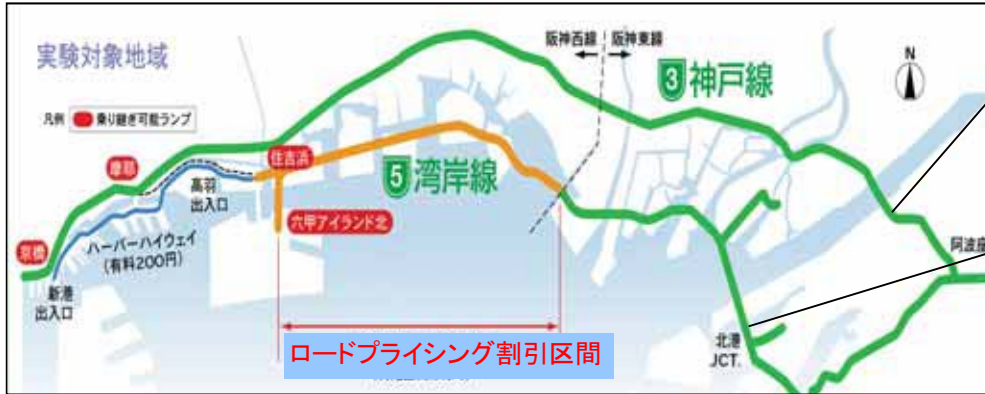 実験対象地域
凡例 乗り継ぎ可能ランプ
阪神西線 阪神東線
3 神戸線
N
摩耶
住吉浜
高羽
出入口
5 湾岸線
六甲アイランド北
京橋
ハーバーハイウェイ
(有料200円)
新港
出入口
阿波座
北港
JCT.
ロードプライシング割引区間